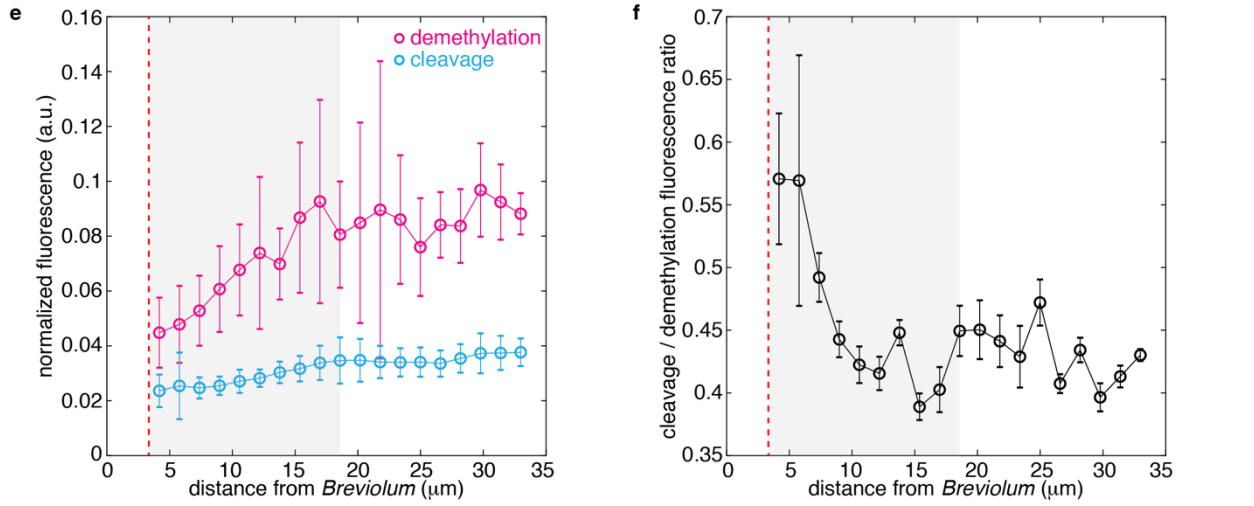 e
0.16
0.14
0.12
0.1
0.08
0.06
0.04
0.02
0
normalized fluorescence (a.u.)
demethylation
cleavage
0 5 10 15 20 25 30 35
distance from Breviolum (μm)
f
0.7
0.65
0.6
0.55
0.5
0.45
0.4
0.35
cleavage / demethylation fluorescence ratio
0 5 10 15 20 25 30 35
distance from Breviolum (μm)